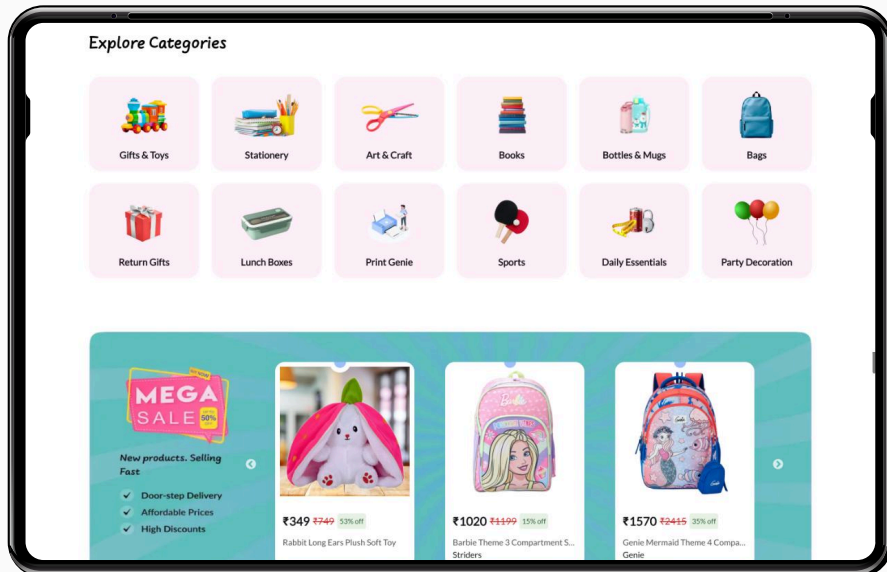 Explore Categories
Gifts & Toys
Stationery
Art & Craft
Books
Bottles & Mugs
Bags
Return Gifts
Lunch Boxes
Print Genie
Sports
Daily Essentials
Party Decoration
MEGA
SALE
50%
New products. Selling
Fast
Door-step Delivery
Affordable Prices
High Discounts
₹349 ₹749 53% off
Rabbit Long Ears Plush Soft Toy
Barbie
₹1020 ₹1199 15% off
Barbie Theme 3 Compartment S...
Striders
Genie
₹1570 ₹2415 35% off
Genie Mermaid Theme 4 Compa...
Genie